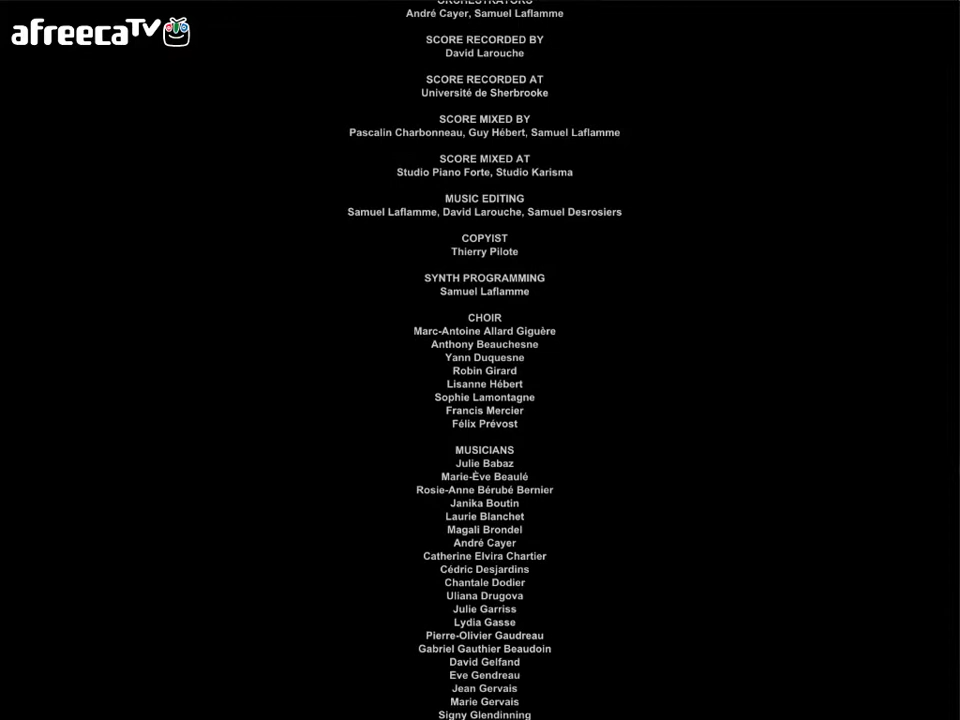 afreecaTV
ORCHESTRATORS
André Cayer, Samuel Laflamme
SCORE RECORDED BY
David Larouche
SCORE RECORDED AT
Université de Sherbrooke
SCORE MIXED BY
Pascalin Charbonneau, Guy Hébert, Samuel Laflamme
SCORE MIXED AT
Studio Piano Forte, Studio Karisma
MUSIC EDITING
Samuel Laflamme, David Larouche, Samuel Desrosiers
COPYIST
Thierry Pilote
SYNTH PROGRAMMING
Samuel Laflamme
CHOIR
Marc-Antoine Allard Giguère
Anthony Beauchesne
Yann Duquesne
Robin Girard
Lisanne Hébert
Sophie Lamontagne
Francis Mercier
Félix Prévost
MUSICIANS
Julie Babaz
Marie-Ève Beaulé
Rosie-Anne Bérubé Bernier
Janika Boutin
Laurie Blanchet
Magali Brondel
André Cayer
Catherine Elvira Chartier
Cédric Desjardins
Chantale Dodier
Uliana Drugova
Julie Garriss
Lydia Gasse
Pierre-Olivier Gaudreau
Gabriel Gauthier Beaudoin
David Gelfand
Eve Gendreau
Jean Gervais
Marie Gervais
Signy Glendinning